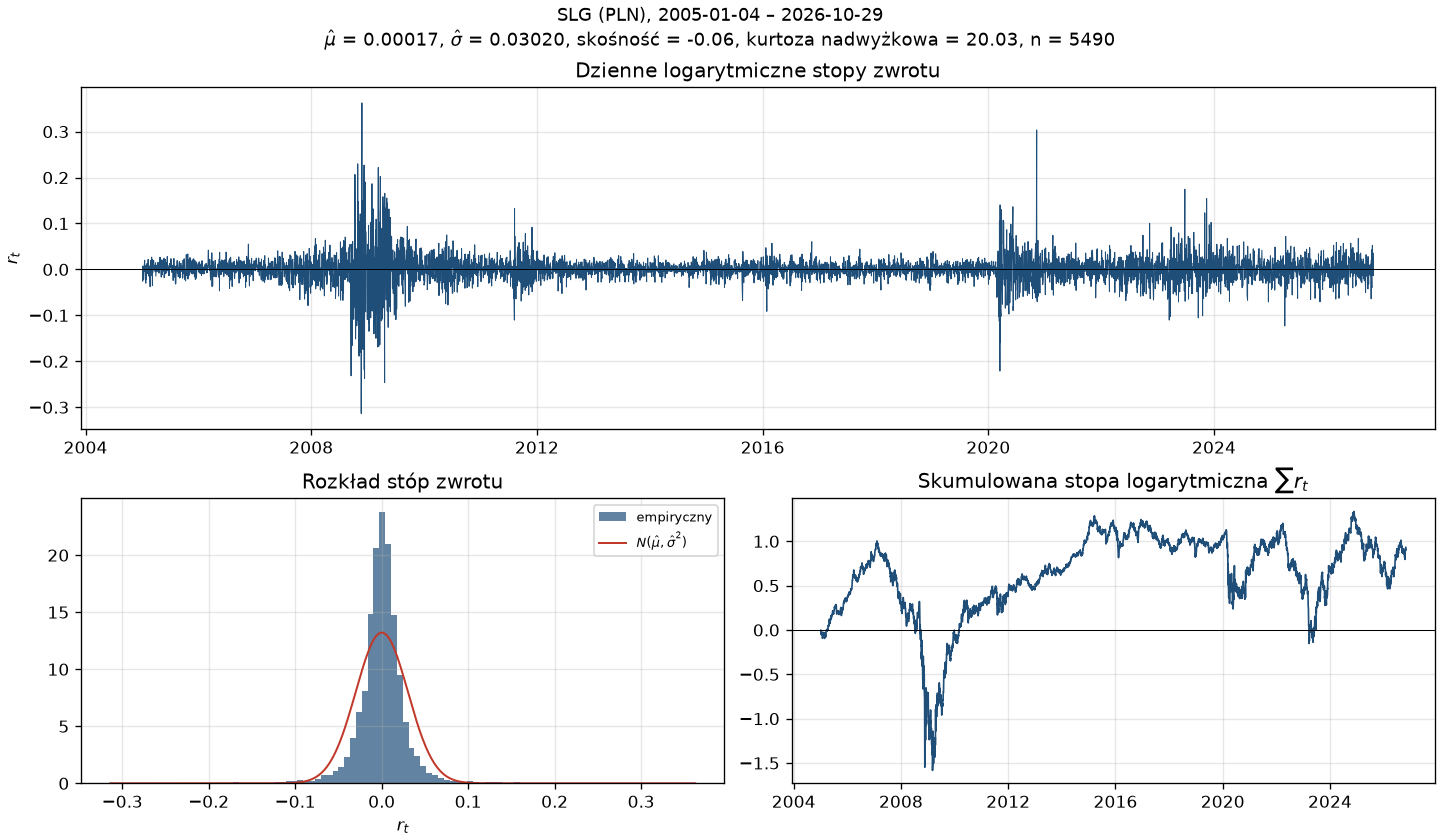 SLG (PLN), 2005-01-04 – 2026-10-29
μ̂ = 0.00017, σ̂ = 0.03020, skośność = -0.06, kurtoza nadwyżkowa = 20.03, n = 5490
Dzienne logarytmiczne stopy zwrotu
r_t
0.3
0.2
0.1
0.0
−0.1
−0.2
−0.3
2004 2008 2012 2016 2020 2024
Rozkład stóp zwrotu
empiryczny
N(μ̂, σ̂²)
20
15
10
5
0
−0.3 −0.2 −0.1 0.0 0.1 0.2 0.3
r_t
Skumulowana stopa logarytmiczna ∑r_t
1.0
0.5
0.0
−0.5
−1.0
−1.5
2004 2008 2012 2016 2020 2024